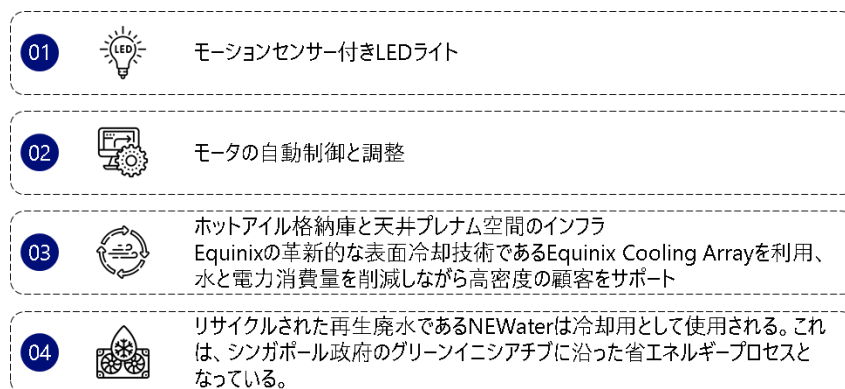 01
LED
モーションセンサー付きLEDライト
02
モータの自動制御と調整
03
ホットアイル格納庫と天井プレナム空間のインフラ
Equinixの革新的な表面冷却技術であるEquinix Cooling Arrayを利用、
水と電力消費量を削減しながら高密度の顧客をサポート
04
リサイクルされた再生廃水であるNEWaterは冷却用として使用される。これ
は、シンガポール政府のグリーンイニシアチブに沿った省エネルギープロセスと
なっている。